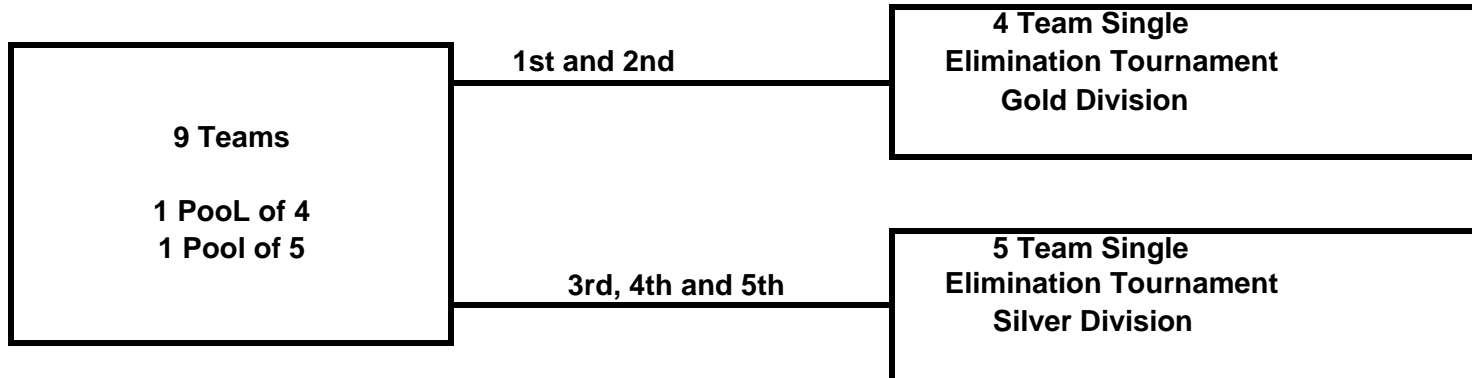 9 Teams
1 PooL of 4
1 Pool of 5
1st and 2nd
4 Team Single
Elimination Tournament
Gold Division
3rd, 4th and 5th
5 Team Single
Elimination Tournament
Silver Division